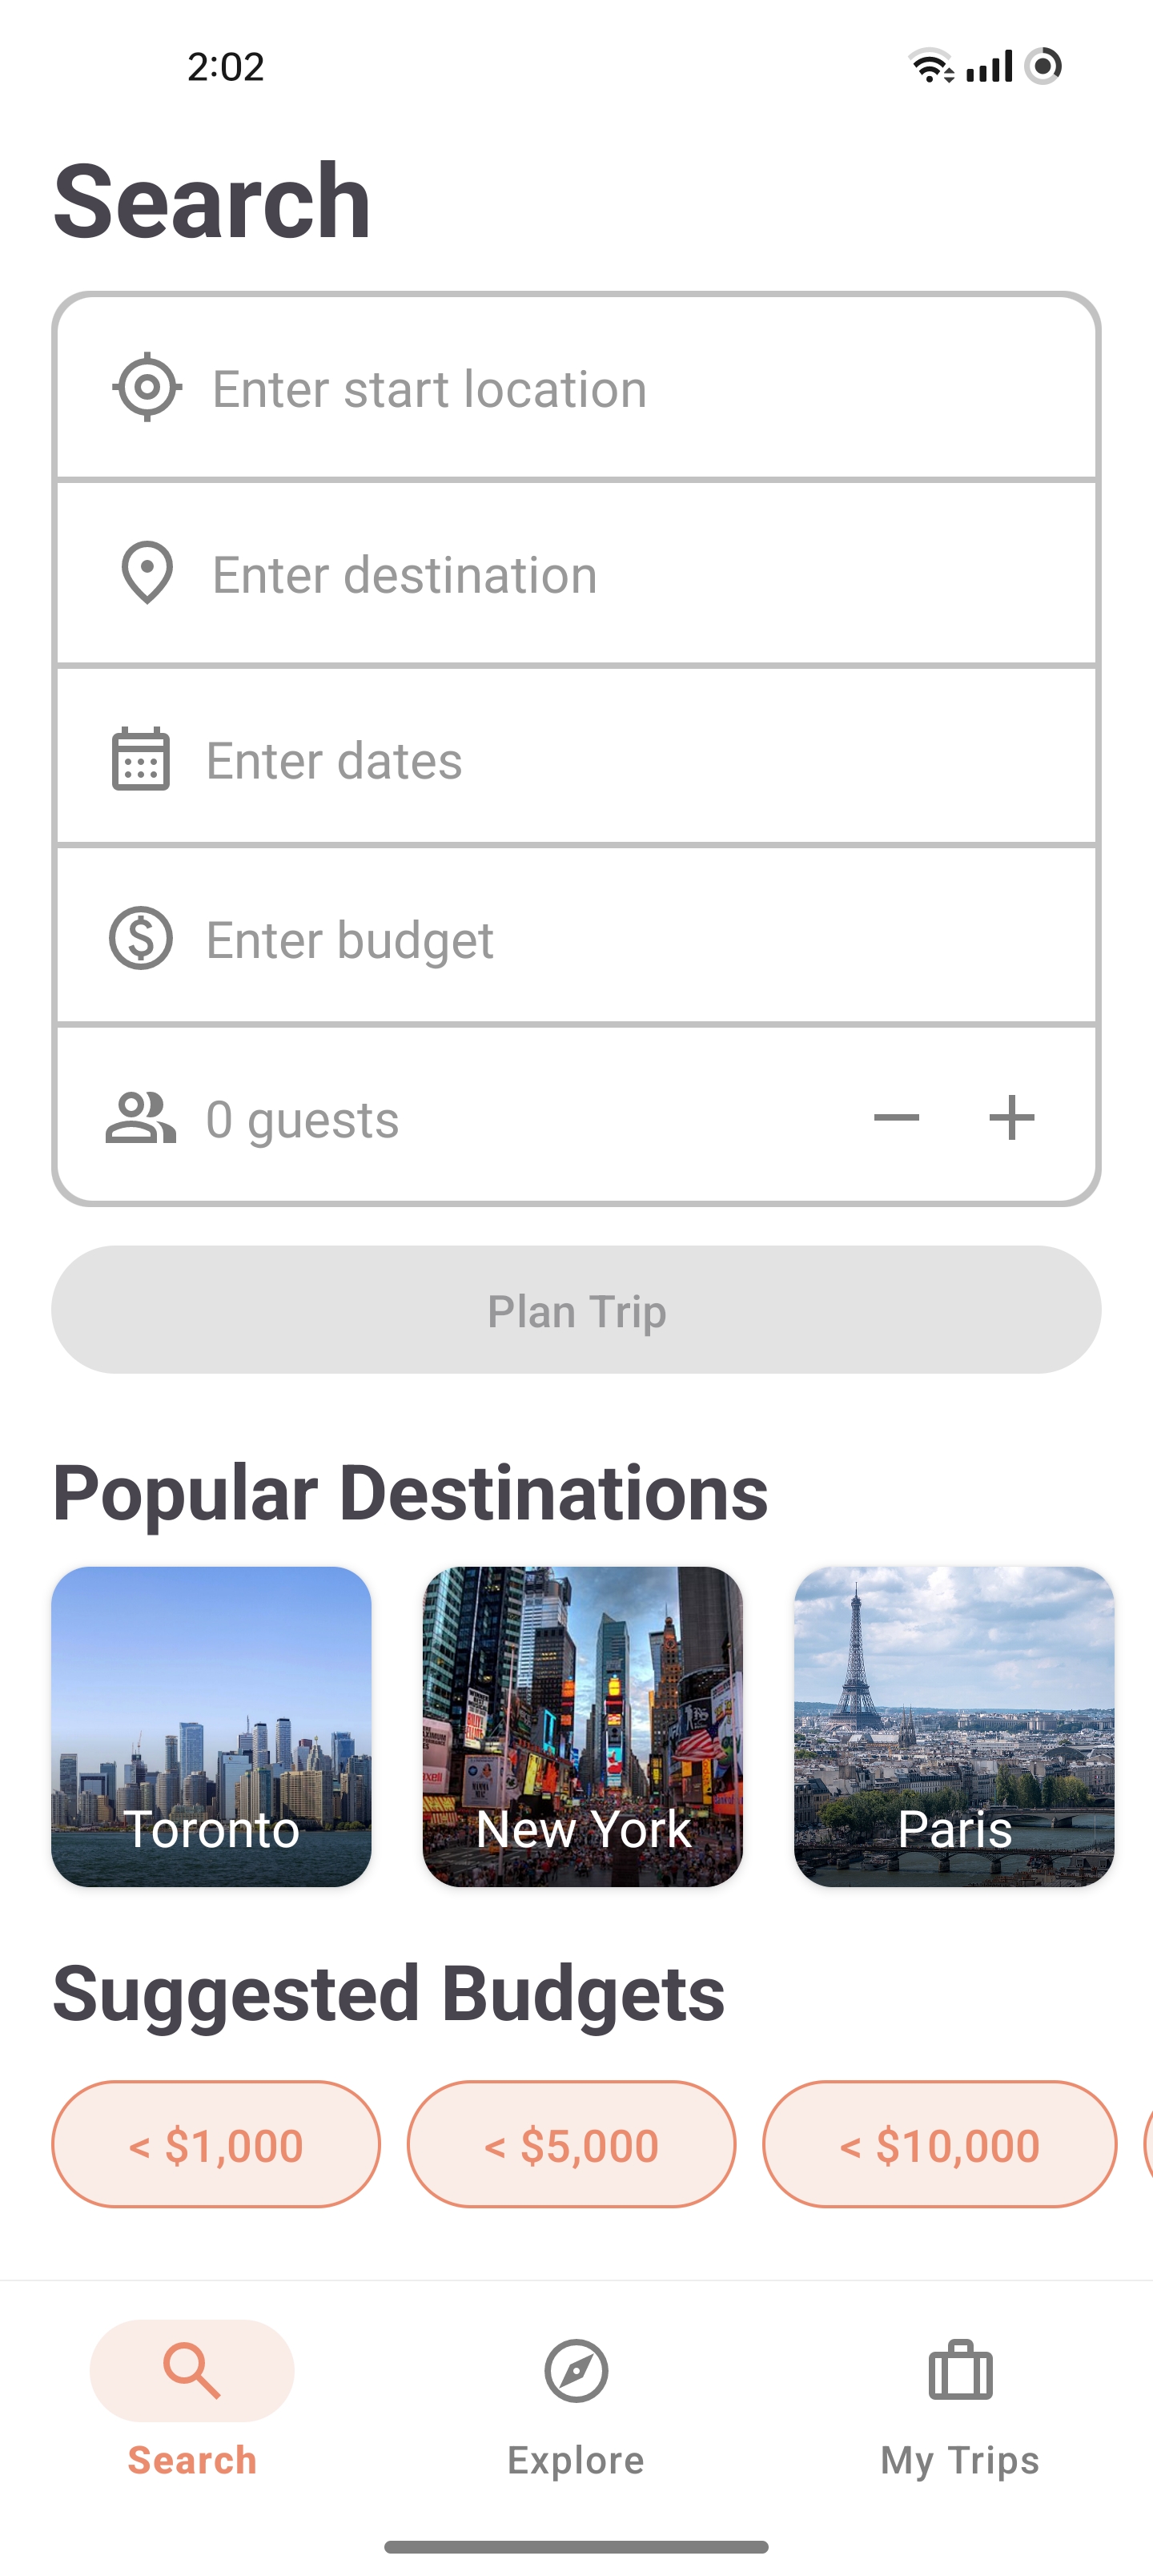 2:02
Search
Enter start location
Enter destination
Enter dates
Enter budget
0 guests
Plan Trip
Popular Destinations
Toronto
New York
Paris
Suggested Budgets
< $1,000
< $5,000
< $10,000
Search
Explore
My Trips